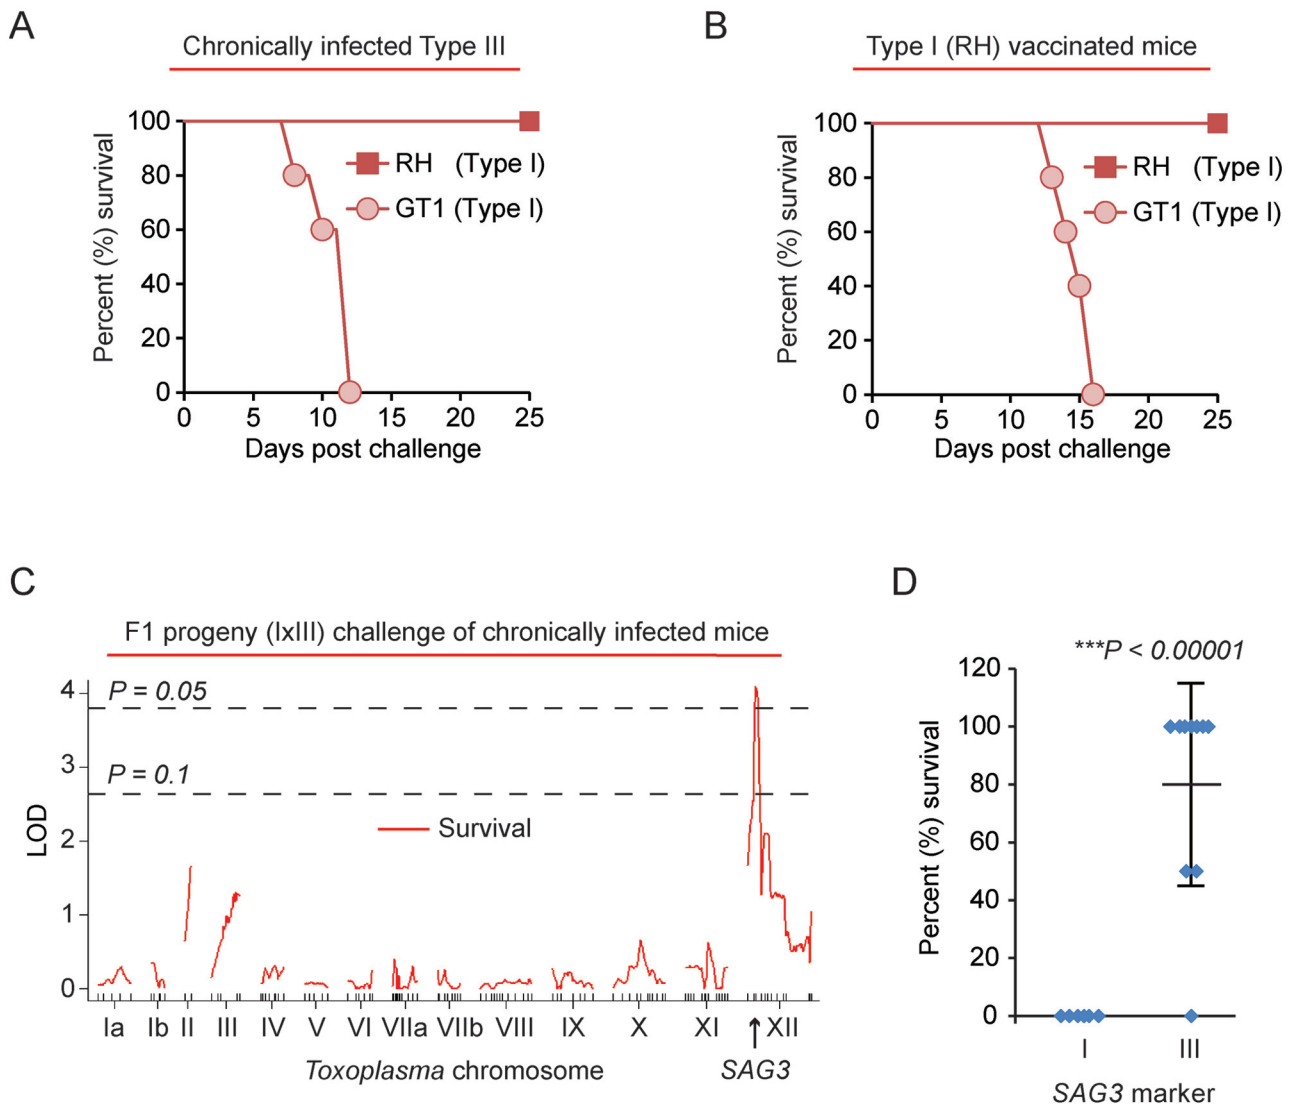 A
Chronically infected Type III
Percent (%) survival
100
80
60
40
20
0
RH (Type I)
GT1 (Type I)
0 5 10 15 20 25
Days post challenge
B
Type I (RH) vaccinated mice
Percent (%) survival
100
80
60
40
20
0
RH (Type I)
GT1 (Type I)
0 5 10 15 20 25
Days post challenge
C
F1 progeny (IxIII) challenge of chronically infected mice
LOD
4
3
2
1
0
P = 0.05
P = 0.1
Survival
Ia Ib II III IV V VI VIIa VIIb VIII IX X XI XII
Toxoplasma chromosome
SAG3
D
***P < 0.00001
Percent (%) survival
120
100
80
60
40
20
0
I III
SAG3 marker